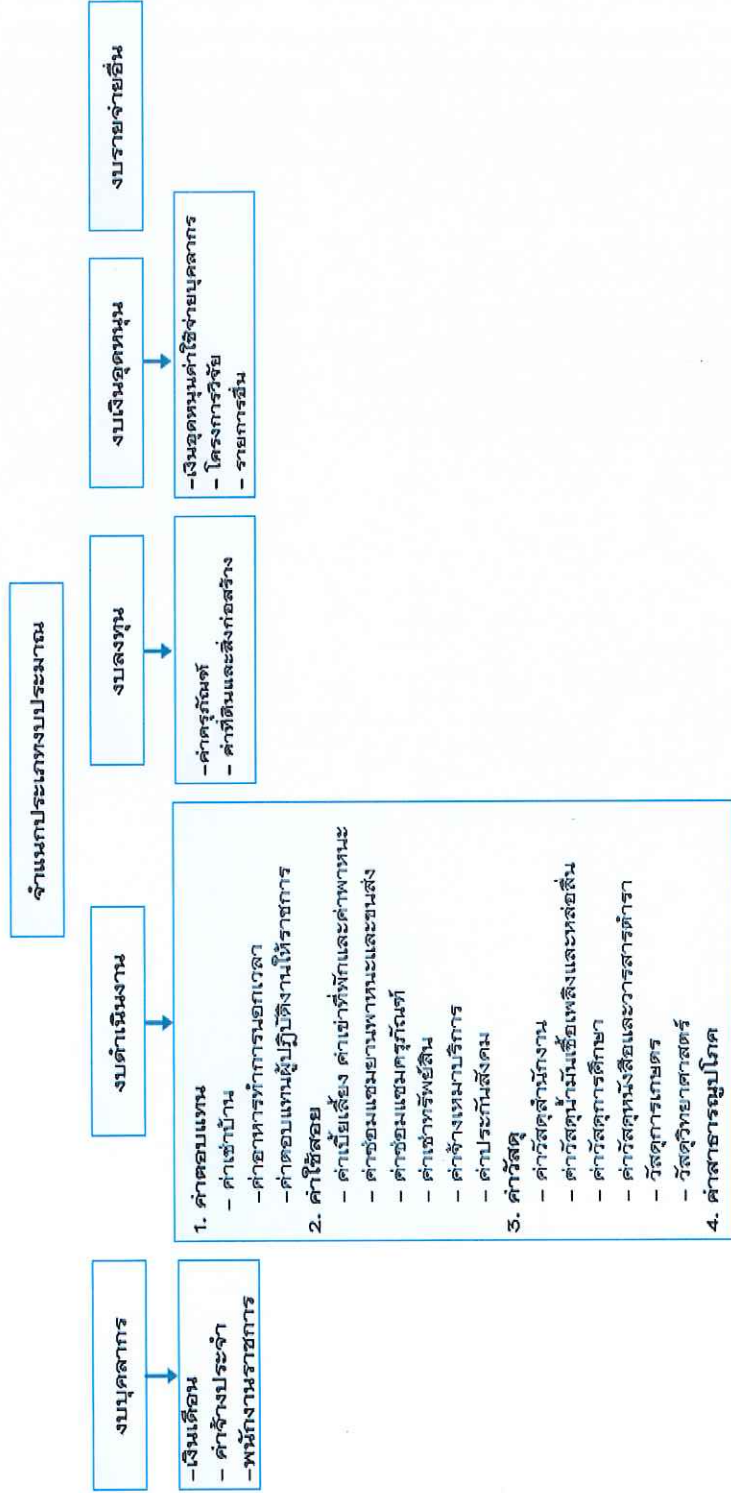 จำแนกประเภทงบประมาณ
งบบุคลากร
-เงินเดือน
- ค่าจ้างประจำ
-พนักงานราชการ
งบดำเนินงาน
1. ค่าตอบแทน
- ค่าเช่าบ้าน
-ค่าอาหารทำการนอกเวลา
-ค่าตอบแทนผู้ปฏิบัติงานให้ราชการ
2. ค่าใช้สอย
- ค่าเบี้ยเลี้ยง ค่าเช่าที่พักและค่าพาหนะ
- ค่าซ่อมแซมยานพาหนะและขนส่ง
- ค่าซ่อมแซมครุภัณฑ์
- ค่าเช่าทรัพย์สิน
- ค่าจ้างเหมาบริการ
- ค่าประกันสังคม
3. ค่าวัสดุ
- ค่าวัสดุสำนักงาน
- ค่าวัสดุน้ำมันเชื้อเพลิงและหล่อลื่น
- ค่าวัสดุการศึกษา
- ค่าวัสดุหนังสือและวารสารตำรา
- วัสดุการเกษตร
- วัสดุวิทยาศาสตร์
4. ค่าสาธารณูปโภค
งบลงทุน
-ค่าครุภัณฑ์
- ค่าที่ดินและสิ่งก่อสร้าง
งบเงินอุดหนุน
-เงินอุดหนุนค่าใช้จ่ายบุคลากร
- โครงการวิจัย
- รายการอื่น
งบรายจ่ายอื่น